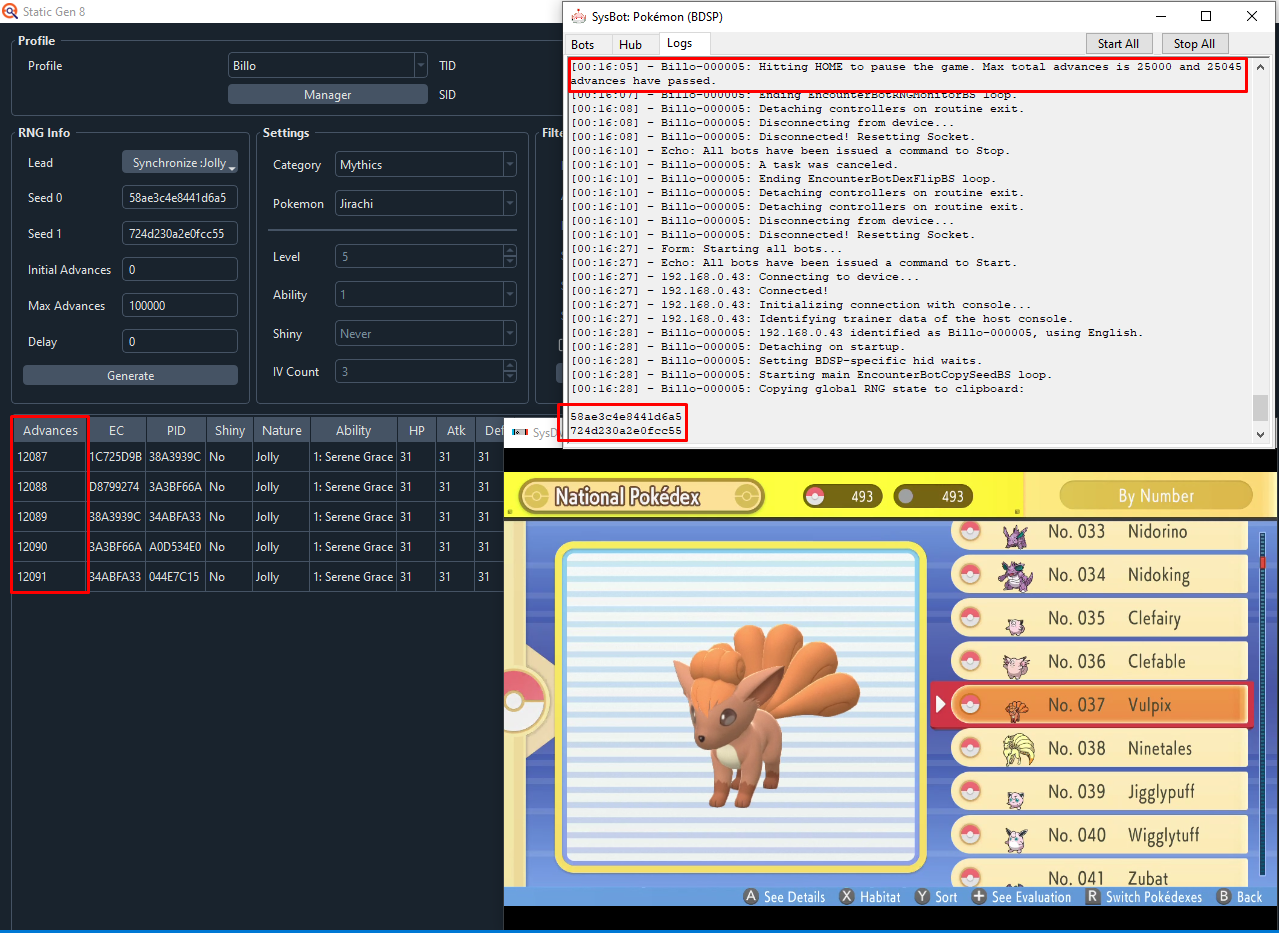 Static Gen 8
Profile
Profile
Billo
TID
Manager
SID
RNG Info
Lead
Synchronize :Jolly
Seed 0
58ae3c4e8441d6a5
Seed 1
724d230a2e0fcc55
Initial Advances
0
Max Advances
100000
Delay
0
Generate
Settings
Category
Mythics
Pokemon
Jirachi
Level
5
Ability
1
Shiny
Never
IV Count
3
Filte
SysBot: Pokémon (BDSP)
Bots Hub Logs
Start All Stop All
[00:16:05] - Billo-000005: Hitting HOME to pause the game. Max total advances is 25000 and 25045
advances have passed.
[00:16:07] - Billo-000005: Ending EncounterBotRNGMonitorBS loop.
[00:16:08] - Billo-000005: Detaching controllers on routine exit.
[00:16:08] - Billo-000005: Disconnecting from device...
[00:16:08] - Billo-000005: Disconnected! Resetting Socket.
[00:16:10] - Echo: All bots have been issued a command to Stop.
[00:16:10] - Billo-000005: A task was canceled.
[00:16:10] - Billo-000005: Ending EncounterBotDexFlipBS loop.
[00:16:10] - Billo-000005: Detaching controllers on routine exit.
[00:16:10] - Billo-000005: Detaching controllers on routine exit.
[00:16:10] - Billo-000005: Disconnecting from device...
[00:16:10] - Billo-000005: Disconnected! Resetting Socket.
[00:16:27] - Form: Starting all bots...
[00:16:27] - Echo: All bots have been issued a command to Start.
[00:16:27] - 192.168.0.43: Connecting to device...
[00:16:27] - 192.168.0.43: Connected!
[00:16:27] - 192.168.0.43: Initializing connection with console...
[00:16:27] - 192.168.0.43: Identifying trainer data of the host console.
[00:16:28] - Billo-000005: 192.168.0.43 identified as Billo-000005, using English.
[00:16:28] - Billo-000005: Detaching on startup.
[00:16:28] - Billo-000005: Setting BDSP-specific hid waits.
[00:16:28] - Billo-000005: Starting main EncounterBotCopySeedBS loop.
[00:16:28] - Billo-000005: Copying global RNG state to clipboard:
58ae3c4e8441d6a5
724d230a2e0fcc55
Advances EC PID Shiny Nature Ability HP Atk Def
12087 1C725D9B 38A3939C No Jolly 1: Serene Grace 31 31 31
12088 D8799274 3A3BF66A No Jolly 1: Serene Grace 31 31 31
12089 38A3939C 34ABFA33 No Jolly 1: Serene Grace 31 31 31
12090 3A3BF66A A0D534E0 No Jolly 1: Serene Grace 31 31 31
12091 34ABFA33 044E7C15 No Jolly 1: Serene Grace 31 31 31
National Pokédex
493
493
By Number
No. 033 Nidorino
No. 034 Nidoking
No. 035 Clefairy
No. 036 Clefable
No. 037 Vulpix
No. 038 Ninetales
No. 039 Jigglypuff
No. 040 Wigglytuff
No. 041 Zubat
A See Details X Habitat Y Sort + See Evaluation R Switch Pokédexes B Back